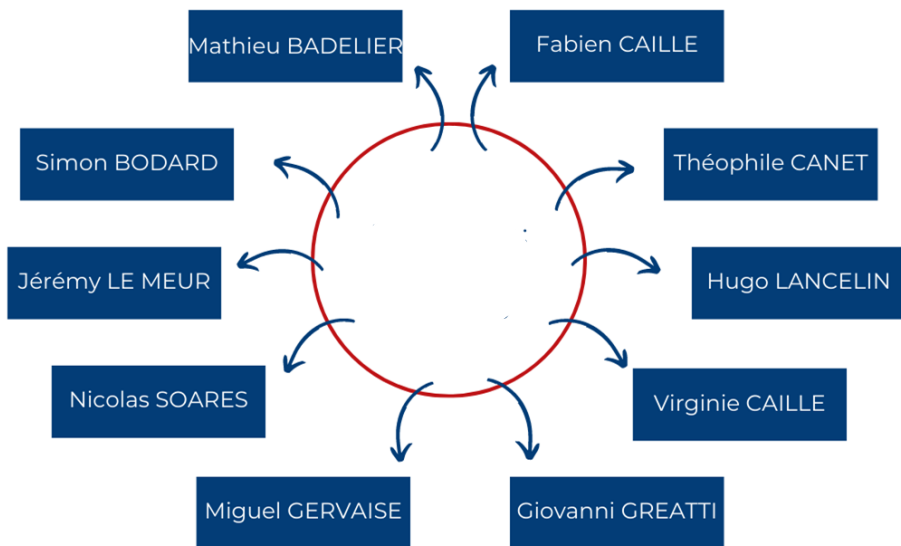 Mathieu BADELIER
Fabien CAILLE
Simon BODARD
Théophile CANET
Jérémy LE MEUR
Hugo LANCELIN
Nicolas SOARES
Virginie CAILLE
Miguel GERVAISE
Giovanni GREATTI